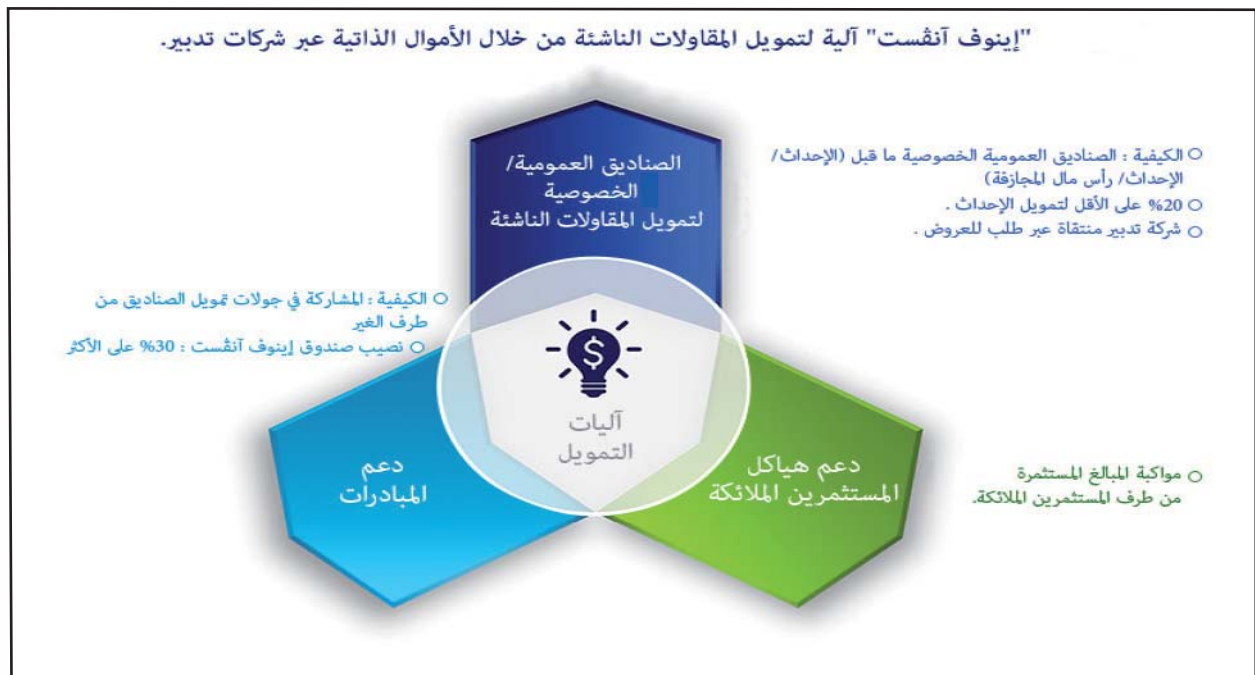 "إينوف آنڤست" آلية لتمويل المقاولات الناشئة من خلال الأموال الذاتية عبر شركات تدبير.
الصناديق العمومية/
الخصوصية
لتمويل المقاولات الناشئة
الكيفية : الصناديق العمومية الخصوصية ما قبل (الإحداث/
الإحداث/ رأس مال المجازفة)
20% على الأقل لتمويل الإحداث .
شركة تدبير منتقاة عبر طلب للعروض .
الكيفية : المشاركة في جولات تمويل الصناديق من
طرف الغير
نصيب صندوق إينوف آنڤست : 30% على الأكثر
$
آليات
التمويل
دعم هياكل
المستثمرين الملائكة
مواكبة المبالغ المستثمرة
من طرف المستثمرين الملائكة.
دعم
المبادرات